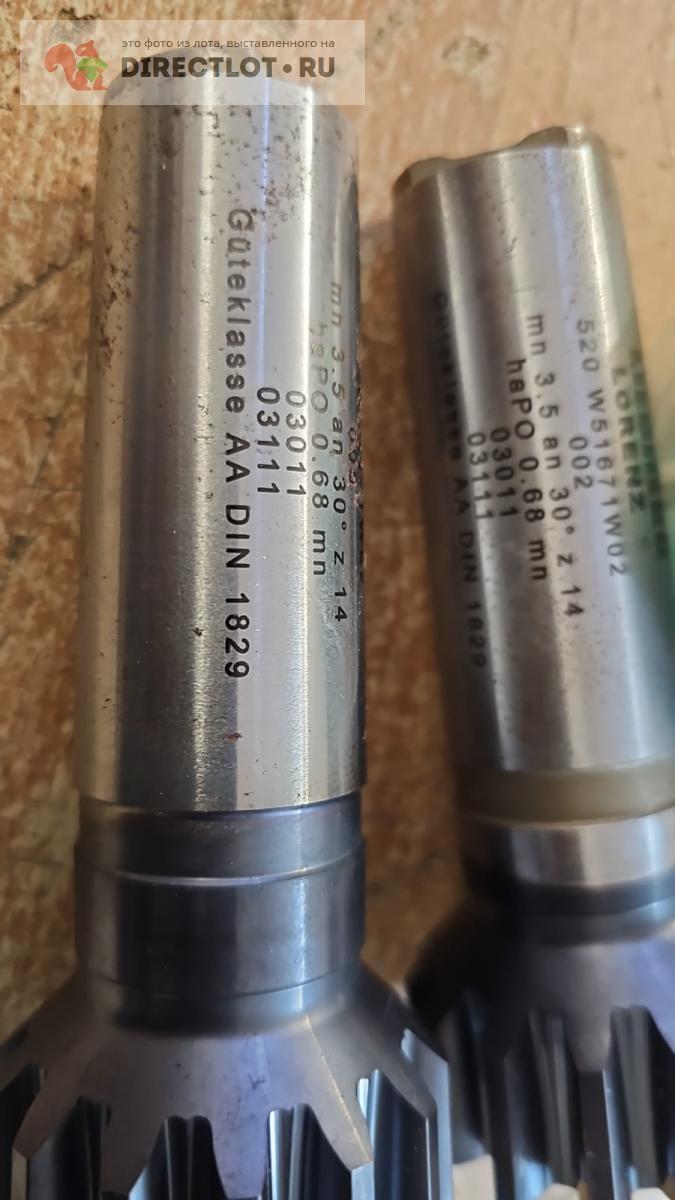 это фото из лота, выставленного на
DIRECTLOT.RU
mn 3.5 an 30° z 14
haPO 0.68 mn
03011
03111
Güteklasse AA DIN 1829
LORENZ
520 W51671W02
002
mn 3.5 an 30° z 14
haPO 0.68 mn
03011
03111
Güteklasse AA DIN 1829